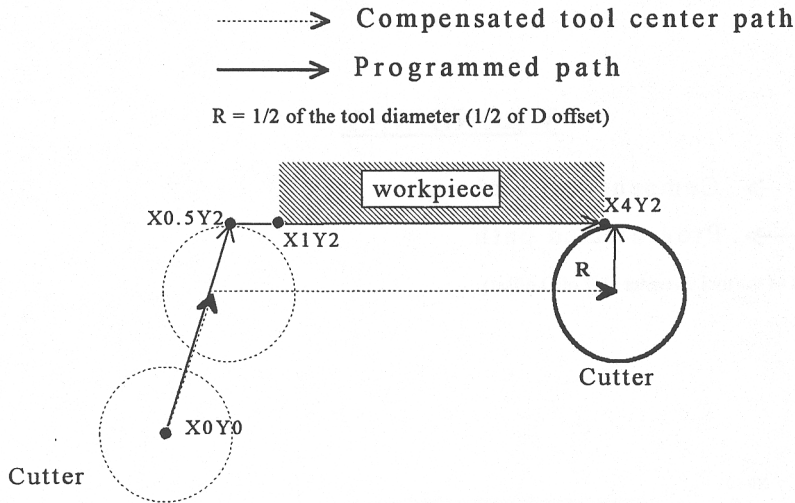 Compensated tool center path
Programmed path
R = 1/2 of the tool diameter (1/2 of D offset)
workpiece
X0.5Y2
X4Y2
X1Y2
R
Cutter
X0Y0
Cutter